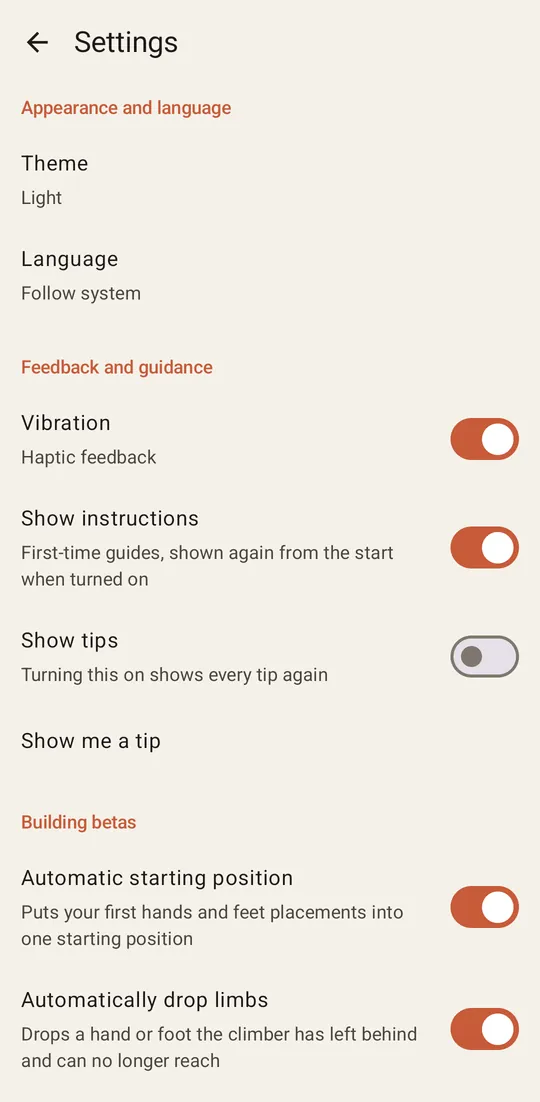 Settings
Appearance and language
Theme
Light
Language
Follow system
Feedback and guidance
Vibration
Haptic feedback
Show instructions
First-time guides, shown again from the start
when turned on
Show tips
Turning this on shows every tip again
Show me a tip
Building betas
Automatic starting position
Puts your first hands and feet placements into
one starting position
Automatically drop limbs
Drops a hand or foot the climber has left behind
and can no longer reach